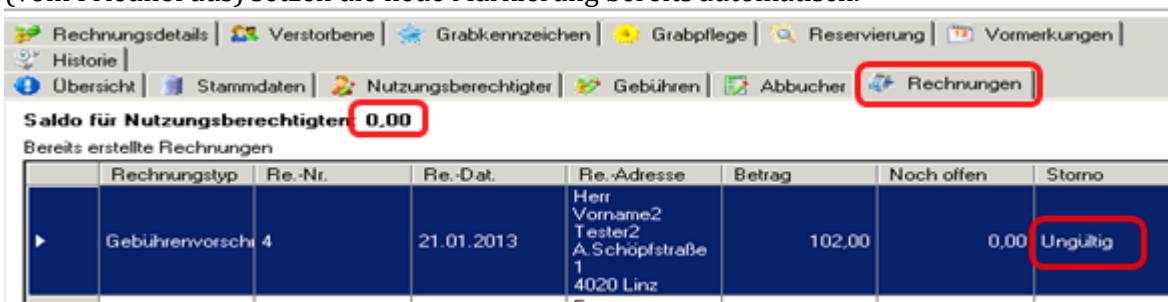 Rechnungsdetails Verstorbene Grabkennzeichen Grabpflege Reservierung Vormerkungen
Historie
Übersicht Stammdaten Nutzungsberechtigter Gebühren Abbucher Rechnungen
Saldo für Nutzungsberechtigten: 0,00
Bereits erstellte Rechnungen
Rechnungstyp Re.-Nr. Re.-Dat. Re.-Adresse Betrag Noch offen Storno
Herr
Vorname2
Tester2
Gebührenvorschr 4 21.01.2013 A.Schöpfstraße 102,00 0,00 Ungültig
1
4020 Linz